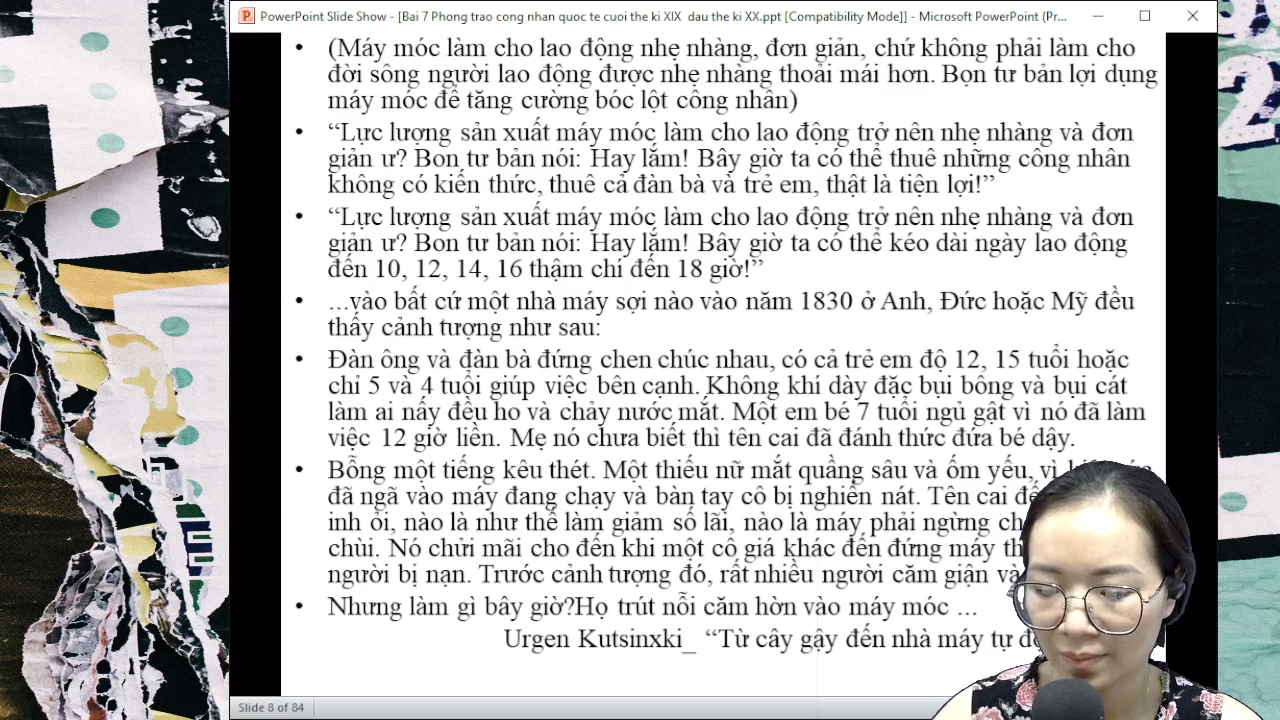 PowerPoint Slide Show - [Bai 7 Phong trao cong nhan quoc te cuoi the ki XIX dau the ki XX.ppt [Compatibility Mode]] - Microsoft PowerPoint (Pr...
• (Máy móc làm cho lao động nhẹ nhàng, đơn giản, chứ không phải làm cho
đời sông người lao động được nhẹ nhàng thoải mái hơn. Bọn tư bản lợi dụng
máy móc để tăng cường bóc lột công nhân)
• “Lực lượng sản xuất máy móc làm cho lao động trở nên nhẹ nhàng và đơn
giản ư? Bon tư bản nói: Hay lắm! Bây giờ ta có thể thuê những công nhân
không có kiến thức, thuê cả đàn bà và trẻ em, thật là tiện lợi!”
• “Lực lượng sản xuất máy móc làm cho lao động trở nên nhẹ nhàng và đơn
giản ư? Bon tư bản nói: Hay lắm! Bây giờ ta có thể kéo dài ngày lao động
đến 10, 12, 14, 16 thậm chí đến 18 giờ!”
• ...vào bất cứ một nhà máy sợi nào vào năm 1830 ở Anh, Đức hoặc Mỹ đều
thấy cảnh tượng như sau:
• Đàn ông và đàn bà đứng chen chúc nhau, có cả trẻ em độ 12, 15 tuổi hoặc
chỉ 5 và 4 tuổi giúp việc bên cạnh. Không khí dày đặc bụi bông và bụi cát
làm ai nấy đều ho và chảy nước mắt. Một em bé 7 tuổi ngủ gật vì nó đã làm
việc 12 giờ liền. Mẹ nó chưa biết thì tên cai đã đánh thức đứa bé dậy.
• Bỗng một tiếng kêu thét. Một thiếu nữ mắt quầng sâu và ốm yếu, vì
đã ngã vào máy đang chạy và bàn tay cô bị nghiến nát. Tên cai
inh ỏi, nào là như thế làm giảm số lãi, nào là máy phải ngừng
chùi. Nó chửi mãi cho đến khi một cô giá khác đến đứng máy
người bị nạn. Trước cảnh tượng đó, rất nhiều người căm giận
• Nhưng làm gì bây giờ?Họ trút nỗi căm hờn vào máy móc ...
Urgen Kutsinxki_ “Từ cây gậy đến nhà máy tự
Slide 8 of 84